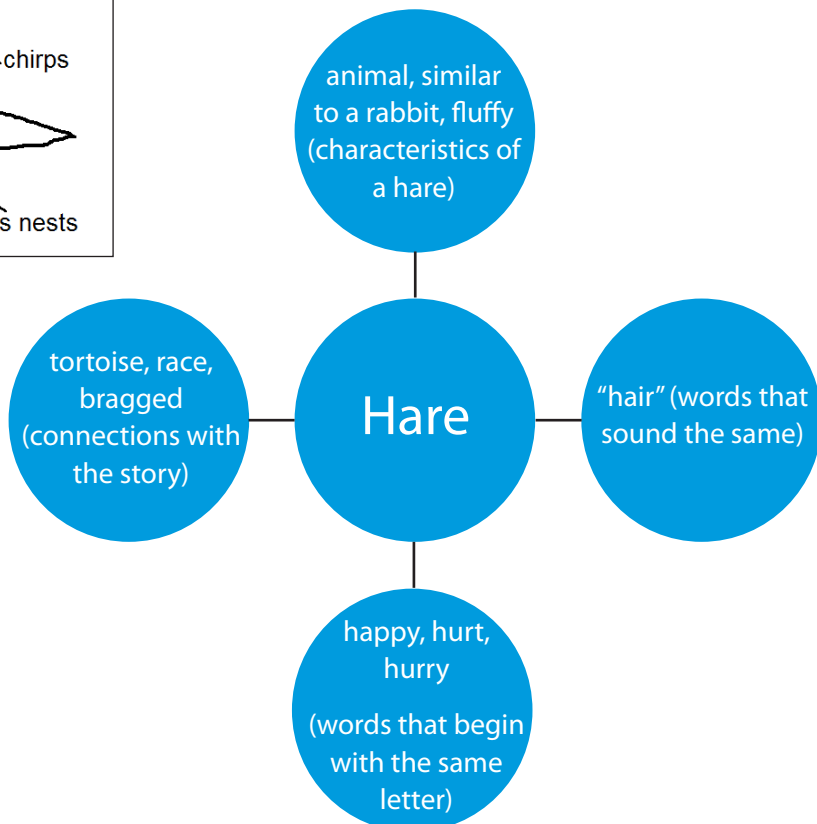 chirps
nests
animal, similar
to a rabbit, fluffy
(characteristics of
a hare)
tortoise, race,
bragged
(connections with
the story)
Hare
"hair" (words that
sound the same)
happy, hurt,
hurry
(words that begin
with the same
letter)